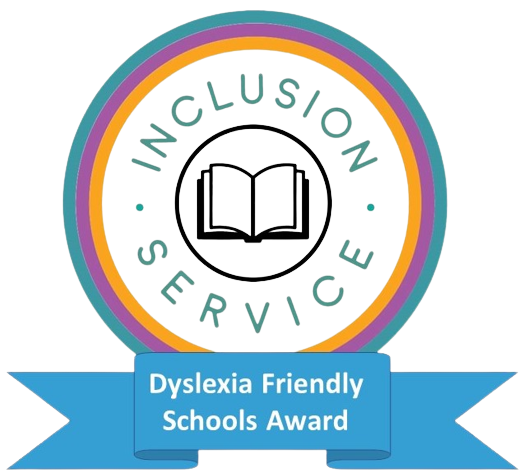 INCLUSION
SERVICE
Dyslexia Friendly
Schools Award